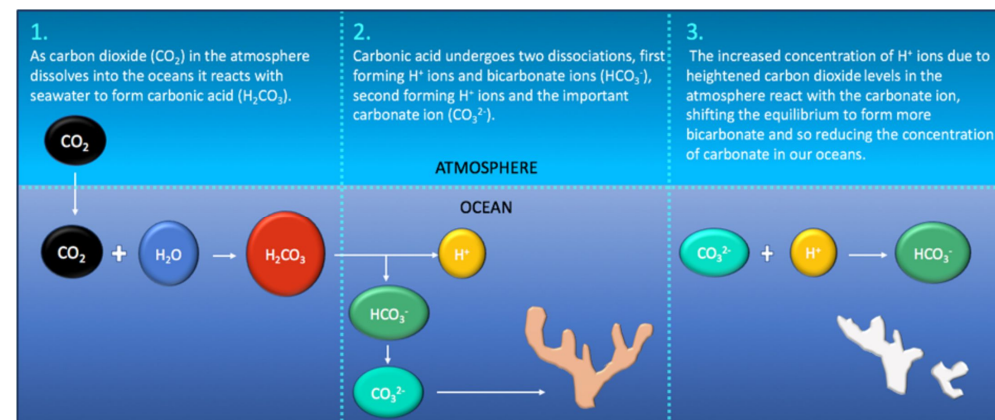 1.
As carbon dioxide (CO₂) in the atmosphere
dissolves into the oceans it reacts with
seawater to form carbonic acid (H₂CO₃).
2.
Carbonic acid undergoes two dissociations, first
forming H⁺ ions and bicarbonate ions (HCO₃⁻),
second forming H⁺ ions and the important
carbonate ion (CO₃²⁻).
3.
The increased concentration of H⁺ ions due to
heightened carbon dioxide levels in the
atmosphere react with the carbonate ion,
shifting the equilibrium to form more
bicarbonate and so reducing the concentration
of carbonate in our oceans.
CO₂
ATMOSPHERE
OCEAN
CO₂ + H₂O → H₂CO₃
H⁺
HCO₃⁻
CO₃²⁻
CO₃²⁻ + H⁺ → HCO₃⁻